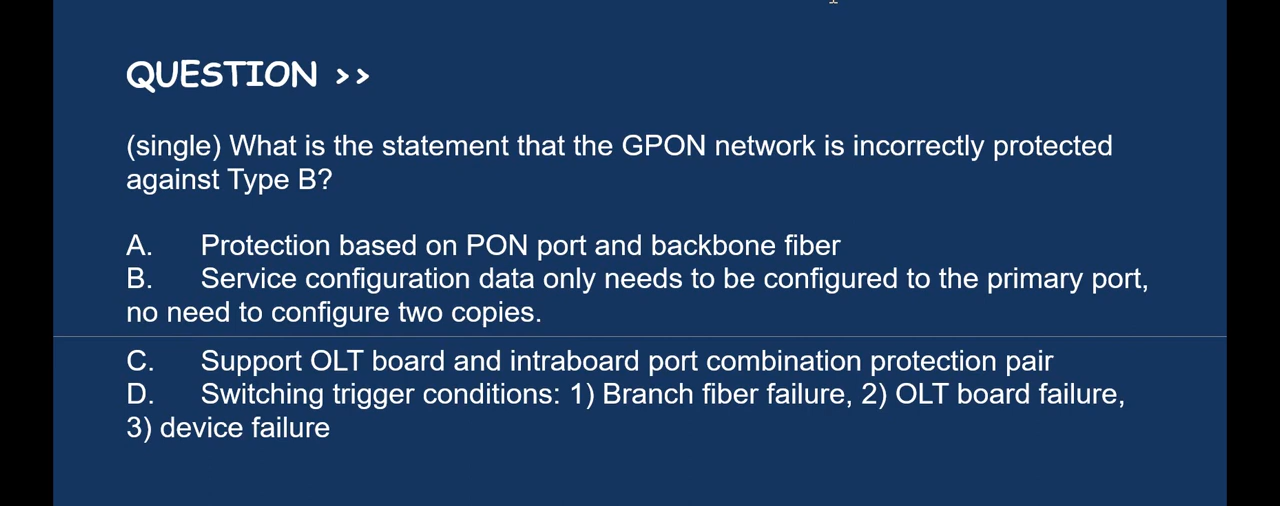 QUESTION >>
(single) What is the statement that the GPON network is incorrectly protected
against Type B?
A. Protection based on PON port and backbone fiber
B. Service configuration data only needs to be configured to the primary port,
no need to configure two copies.
C. Support OLT board and intraboard port combination protection pair
D. Switching trigger conditions: 1) Branch fiber failure, 2) OLT board failure,
3) device failure